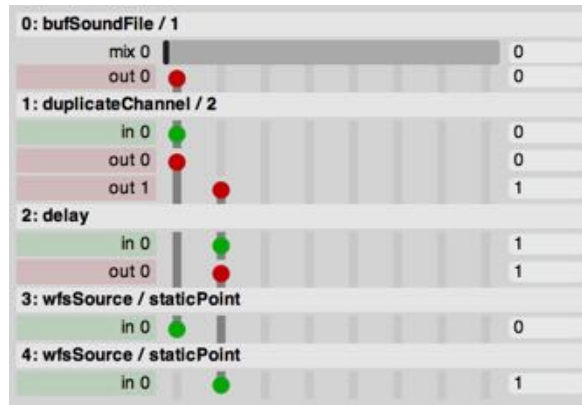 0: bufSoundFile / 1
mix 0 0
out 0 0
1: duplicateChannel / 2
in 0 0
out 0 0
out 1 1
2: delay
in 0 1
out 0 1
3: wfsSource / staticPoint
in 0 0
4: wfsSource / staticPoint
in 0 1